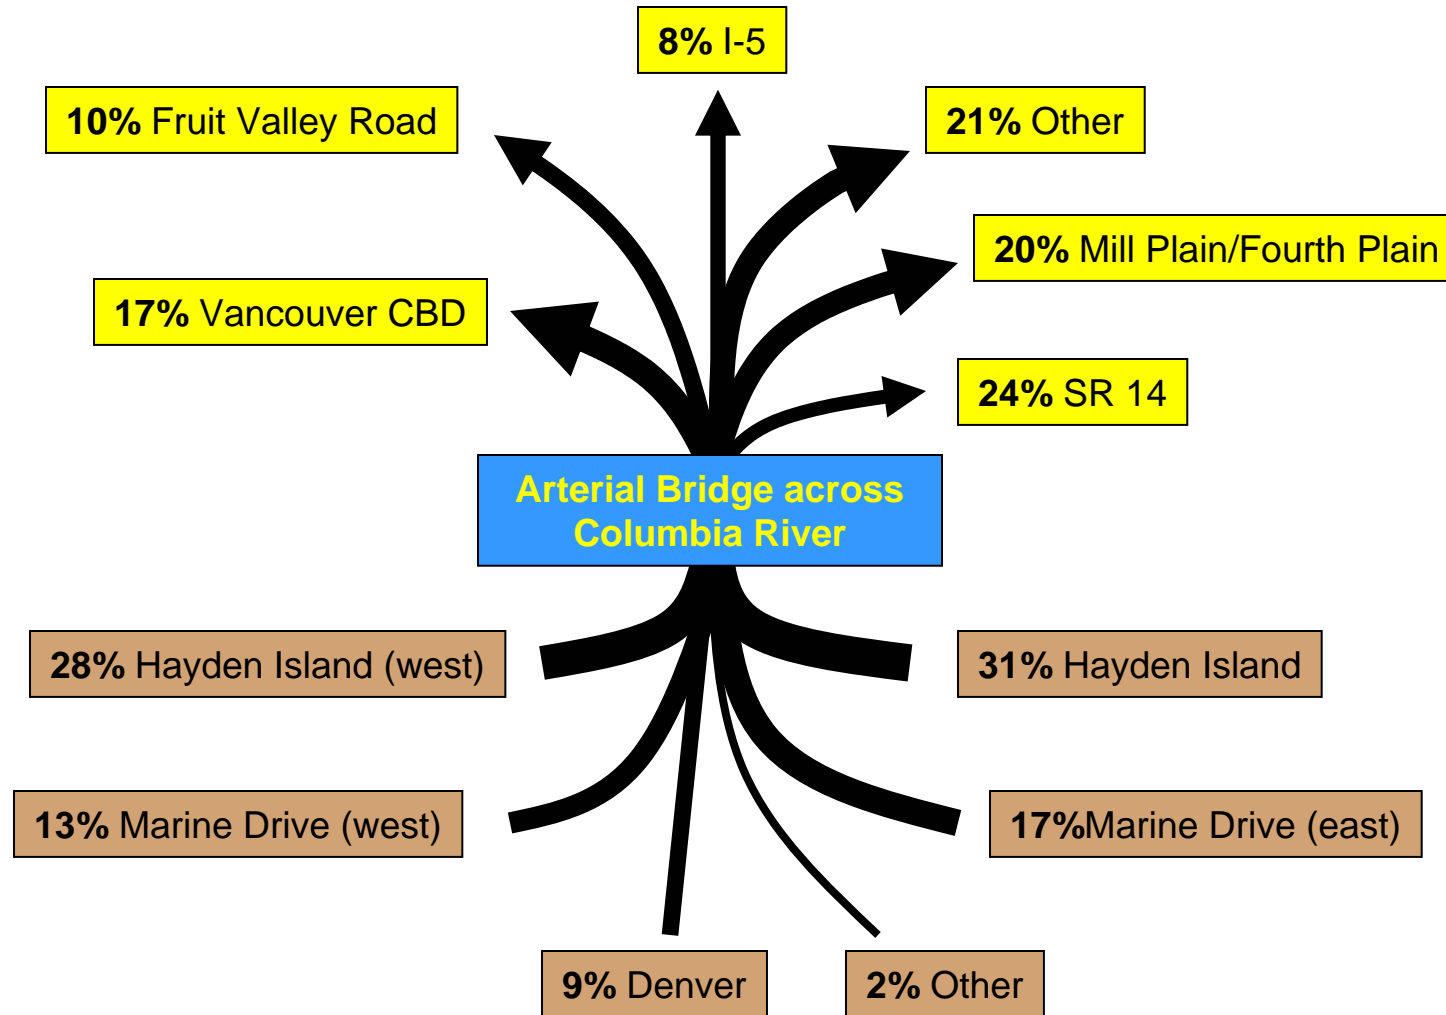 8% I-5
10% Fruit Valley Road
21% Other
20% Mill Plain/Fourth Plain
17% Vancouver CBD
24% SR 14
Arterial Bridge across
Columbia River
28% Hayden Island (west)
31% Hayden Island
13% Marine Drive (west)
17%Marine Drive (east)
9% Denver
2% Other